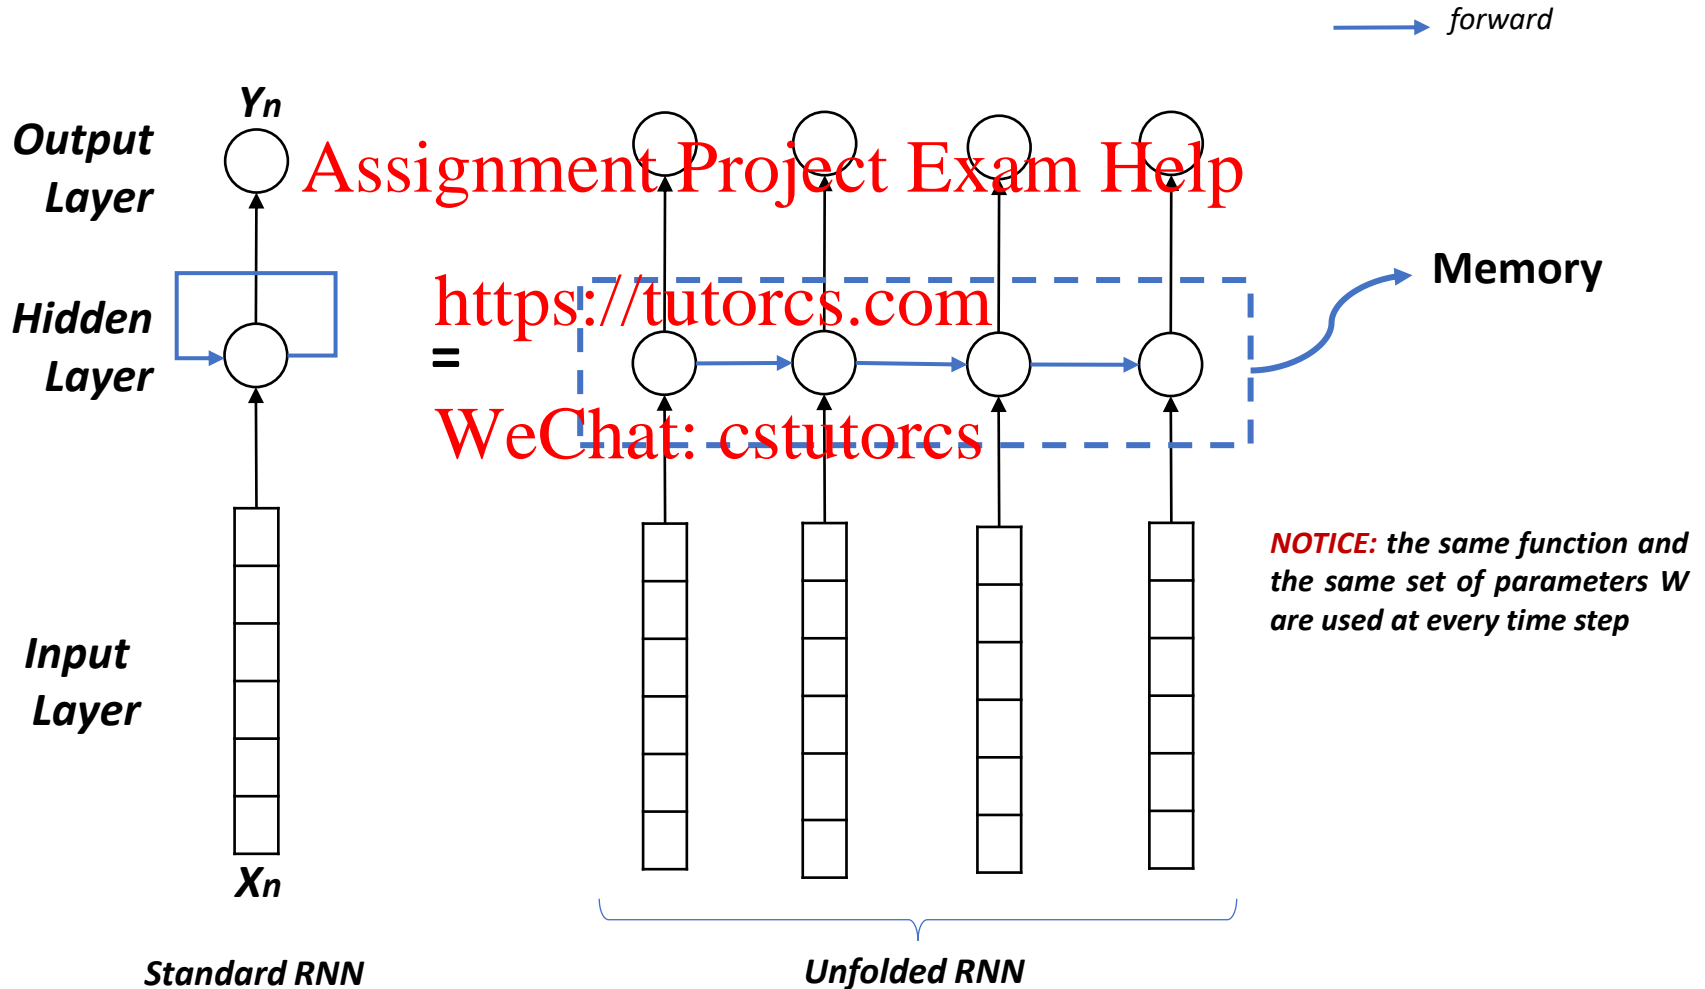 forward
Yn
Output
Layer
Assignment Project Exam Help
https://tutorcs.com
Memory
Hidden
Layer
=
WeChat: cstutorcs
NOTICE: the same function and
the same set of parameters W
are used at every time step
Input
Layer
Xn
Standard RNN
Unfolded RNN